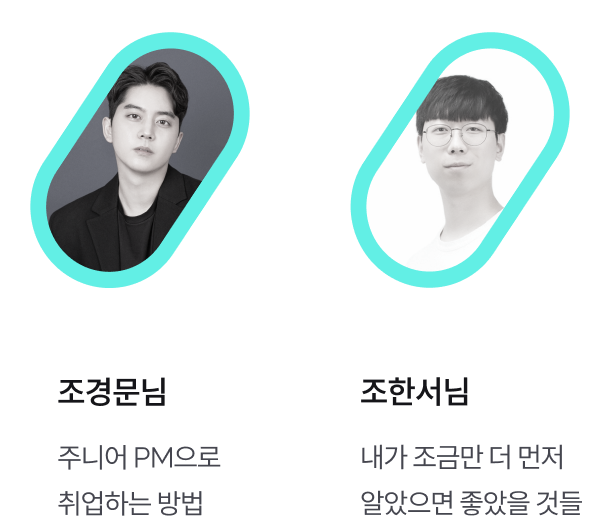 조경문님
주니어 PM으로
취업하는 방법
조한서님
내가 조금만 더 먼저
알았으면 좋았을 것들